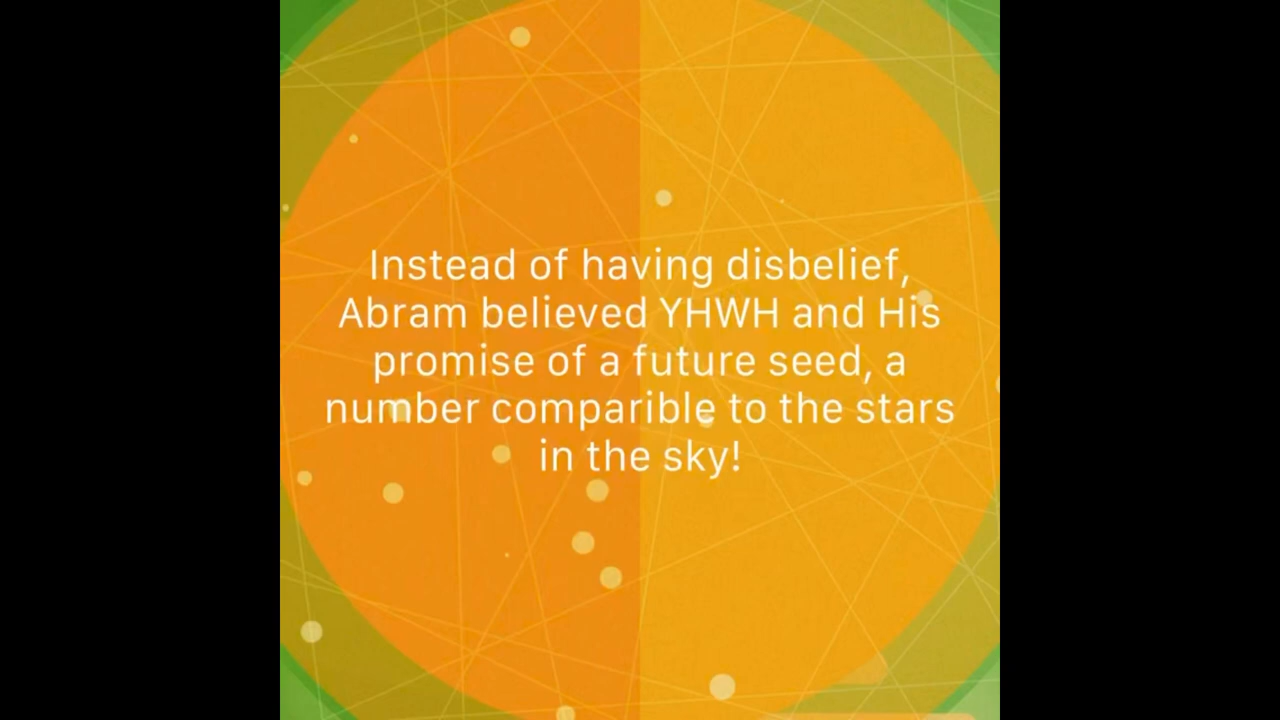 Instead of having disbelief,
Abram believed YHWH and His
promise of a future seed, a
number comparible to the stars
in the sky!